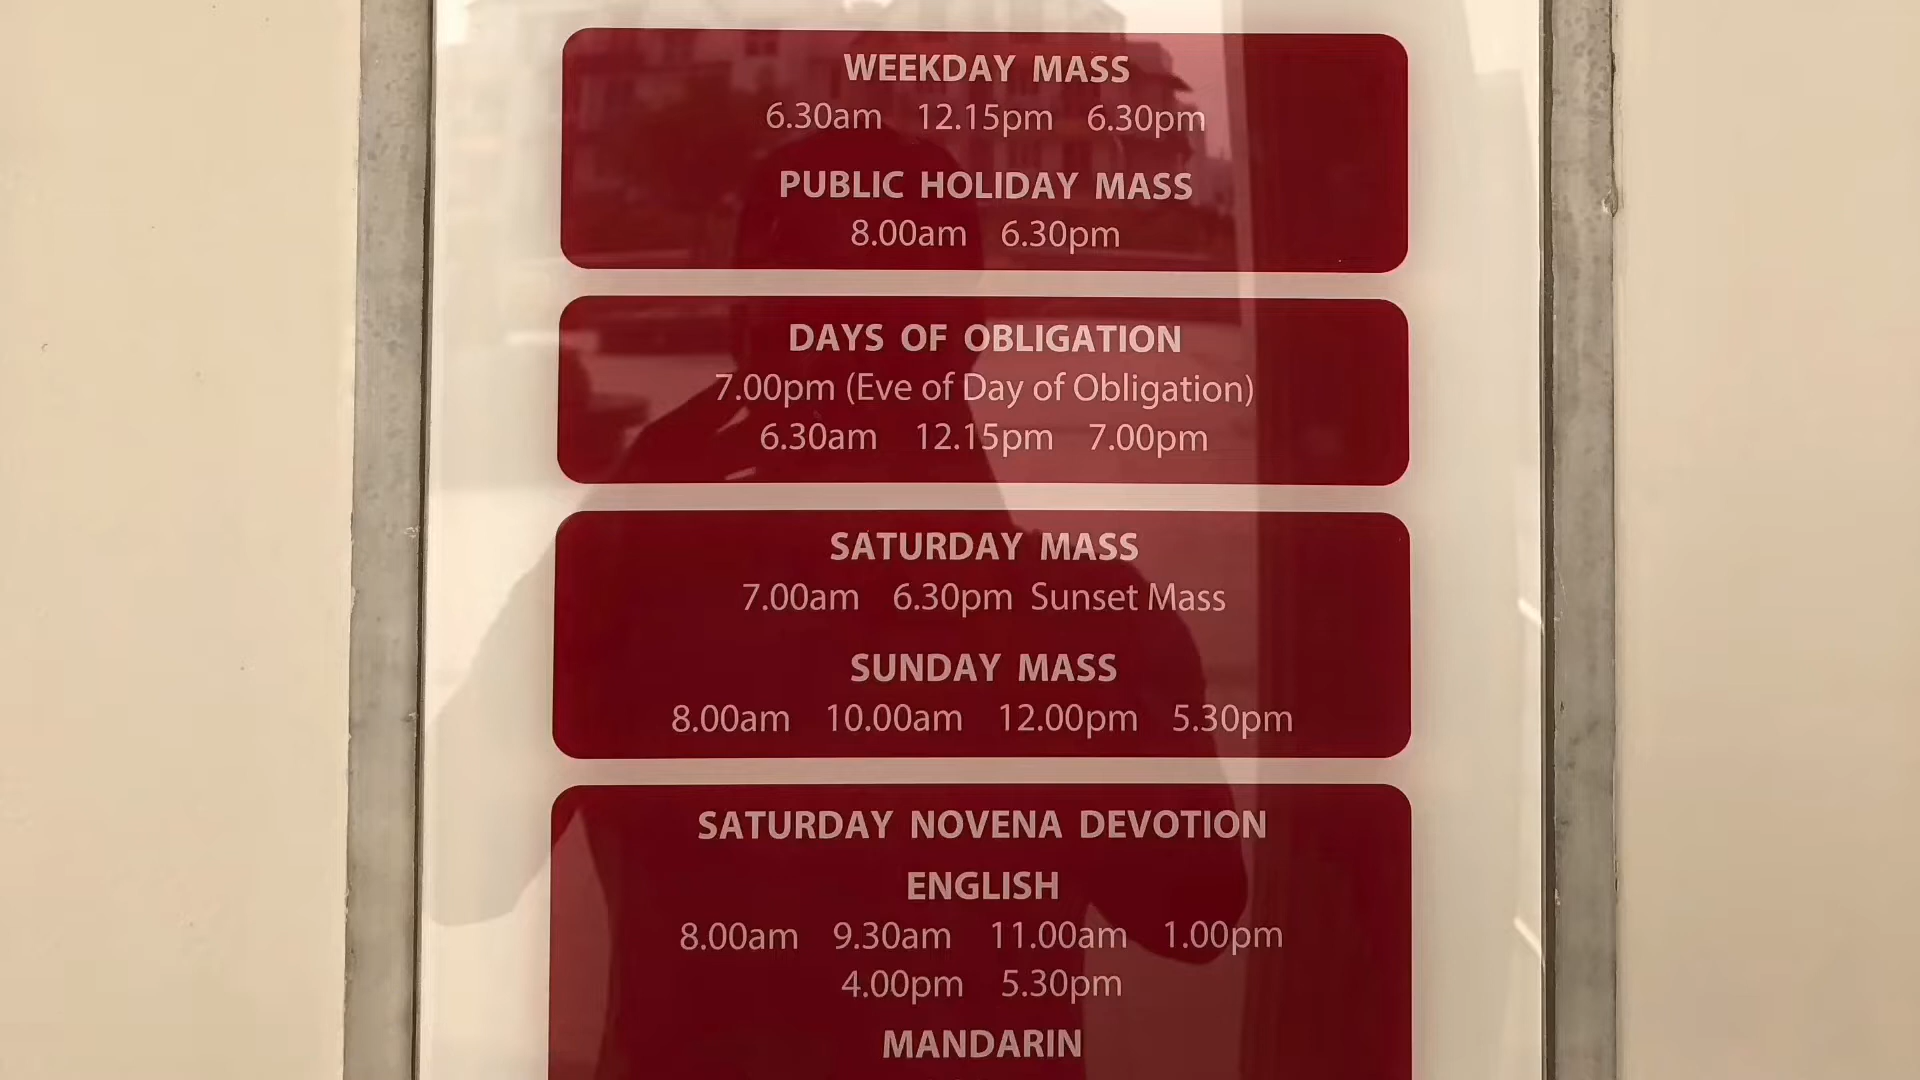 WEEKDAY MASS
6.30am 12.15pm 6.30pm
PUBLIC HOLIDAY MASS
8.00am 6.30pm
DAYS OF OBLIGATION
7.00pm (Eve of Day of Obligation)
6.30am 12.15pm 7.00pm
SATURDAY MASS
7.00am 6.30pm Sunset Mass
SUNDAY MASS
8.00am 10.00am 12.00pm 5.30pm
SATURDAY NOVENA DEVOTION
ENGLISH
8.00am 9.30am 11.00am 1.00pm
4.00pm 5.30pm
MANDARIN